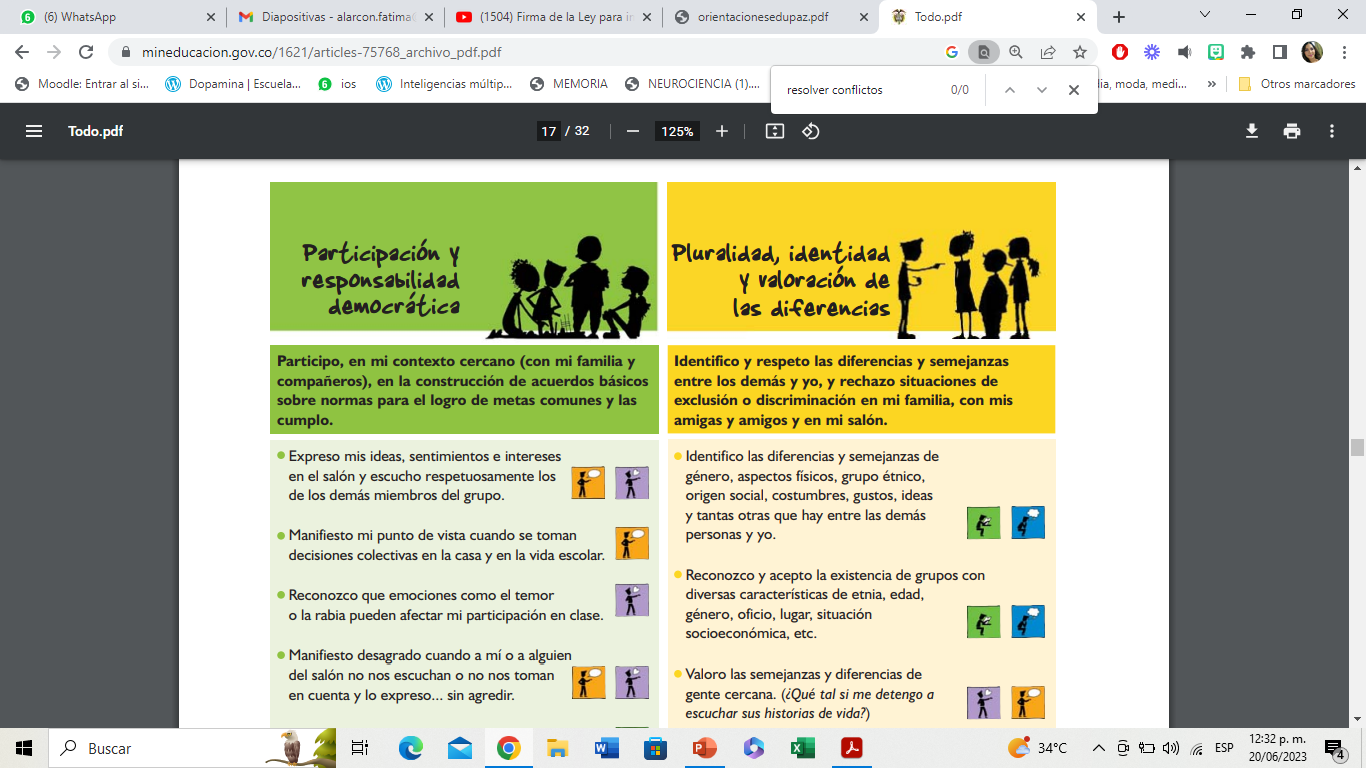 (6) WhatsApp
Diapositivas - alarcon.fatima
(1504) Firma de la Ley para in
orientacionesedupaz.pdf
Todo.pdf
mineducacion.gov.co/1621/articles-75768_archivo_pdf.pdf
Moodle: Entrar al si...
Dopamina | Escuela...
6 ios
Inteligencias múltip...
MEMORIA
NEUROCIENCIA (1)....
dia, moda, medi...
»
Otros marcadores
resolver conflictos 0/0
Todo.pdf
17 / 32
125%
Participación y
responsabilidad
democrática
Participo, en mi contexto cercano (con mi familia y
compañeros), en la construcción de acuerdos básicos
sobre normas para el logro de metas comunes y las
cumplo.
Expreso mis ideas, sentimientos e intereses
en el salón y escucho respetuosamente los
de los demás miembros del grupo.
Manifiesto mi punto de vista cuando se toman
decisiones colectivas en la casa y en la vida escolar.
Reconozco que emociones como el temor
o la rabia pueden afectar mi participación en clase.
Manifiesto desagrado cuando a mí o a alguien
del salón no nos escuchan o no nos toman
en cuenta y lo expreso... sin agredir.
Pluralidad, identidad
y valoración de
las diferencias
Identifico y respeto las diferencias y semejanzas
entre los demás y yo, y rechazo situaciones de
exclusión o discriminación en mi familia, con mis
amigas y amigos y en mi salón.
Identifico las diferencias y semejanzas de
género, aspectos físicos, grupo étnico,
origen social, costumbres, gustos, ideas
y tantas otras que hay entre las demás
personas y yo.
Reconozco y acepto la existencia de grupos con
diversas características de etnia, edad,
género, oficio, lugar, situación
socioeconómica, etc.
Valoro las semejanzas y diferencias de
gente cercana. (¿Qué tal si me detengo a
escuchar sus historias de vida?)
Buscar
34°C
ESP
12:32 p. m.
20/06/2023
4